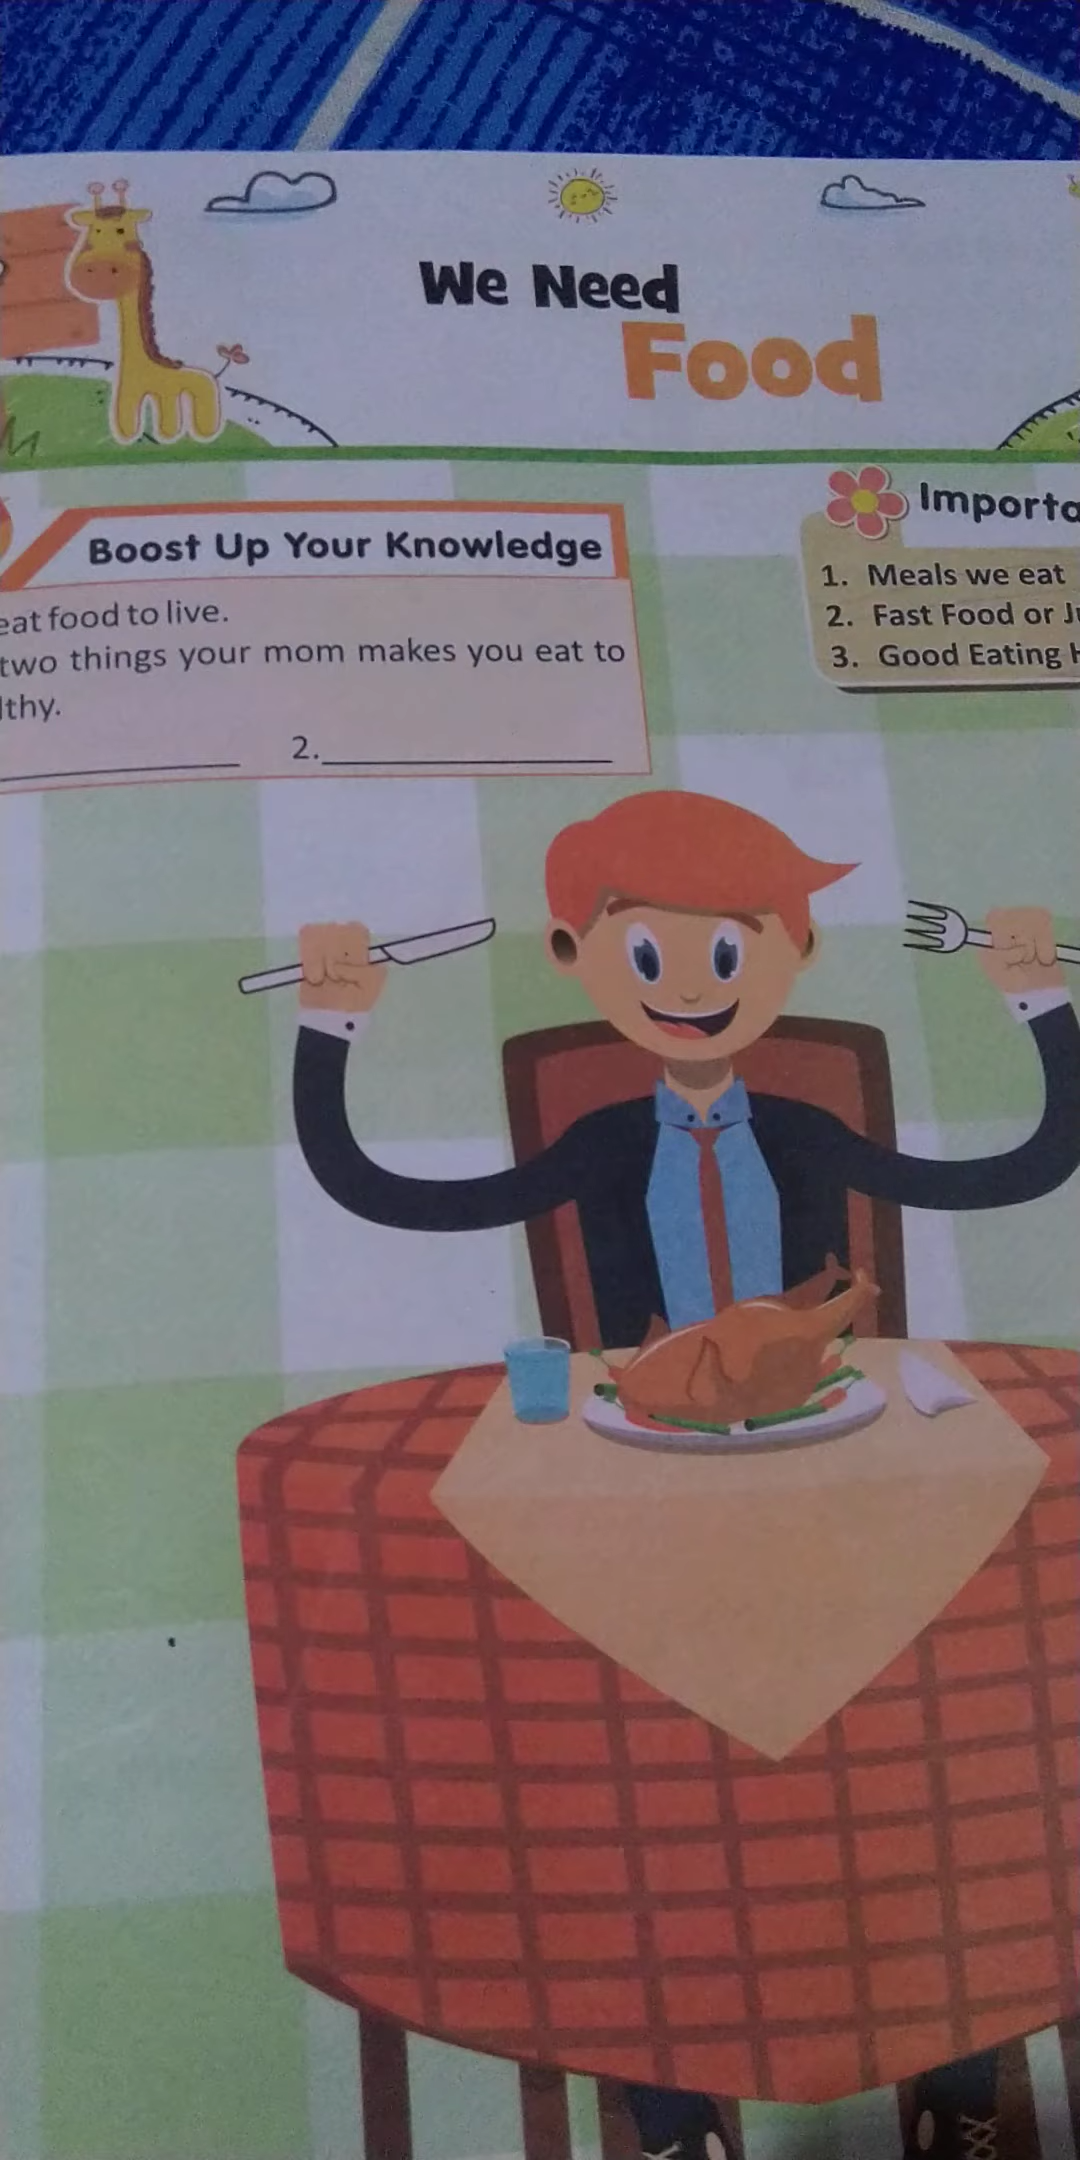 We Need
Food
Boost Up Your Knowledge
eat food to live.
two things your mom makes you eat to
lthy.
2.
Importa
1. Meals we eat
2. Fast Food or Ju
3. Good Eating H